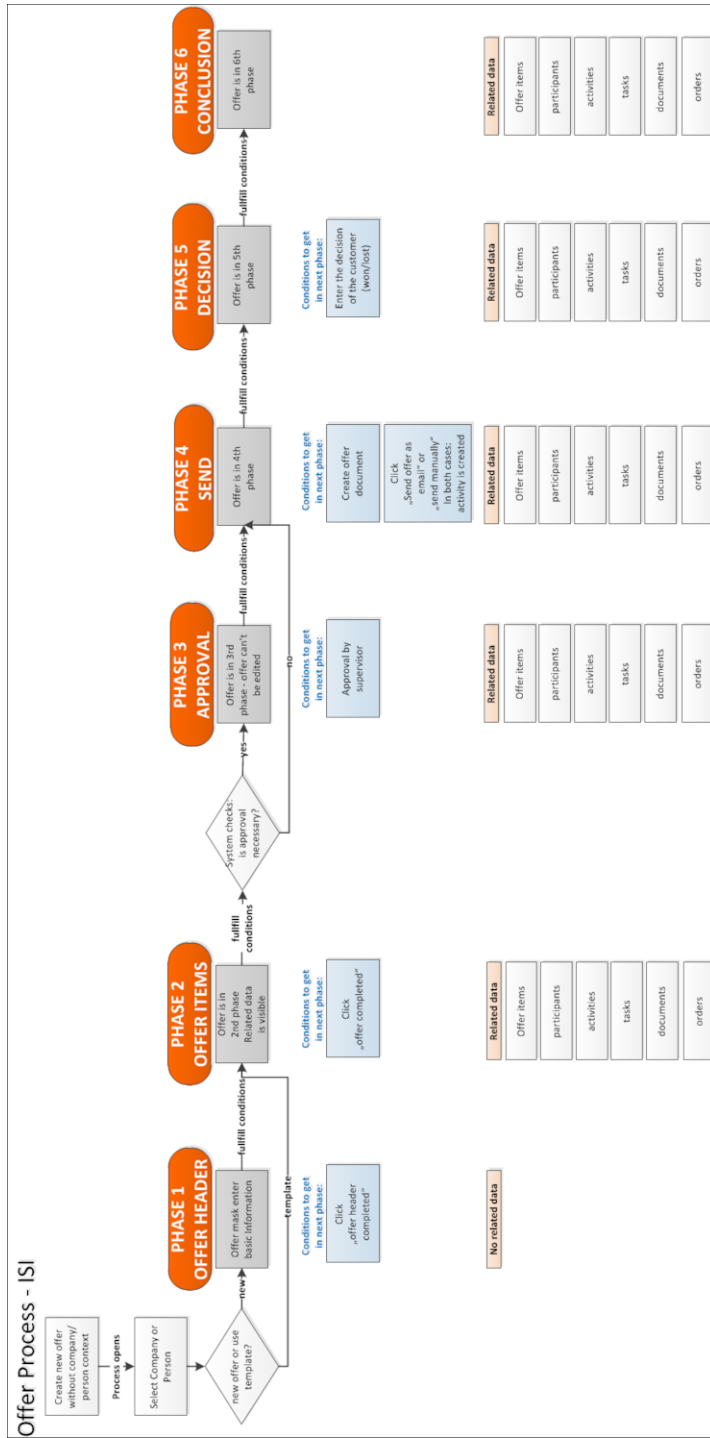 Offer Process - ISI
Create new offer
without company/
person context
Process opens
Select Company or
Person
new offer or use
template?
new
template
PHASE 1
OFFER HEADER
Offer mask enter
basic Information
fullfill conditions
Conditions to get
in next phase:
Click
„offer header
completed“
No related data
PHASE 2
OFFER ITEMS
Offer is in
2nd phase
Related data
is visible
fullfill
conditions
Conditions to get
in next phase:
Click
„offer completed“
Related data
Offer items
participants
activities
tasks
documents
orders
System checks:
is approval
necessary?
yes
no
PHASE 3
APPROVAL
Offer is in 3rd
phase - offer can't
be edited
fullfill conditions
Conditions to get
in next phase:
Approval by
supervisor
Related data
Offer items
participants
activities
tasks
documents
orders
PHASE 4
SEND
Offer is in 4th
phase
fullfill conditions
Conditions to get
in next phase:
Create offer
document
Click
„Send offer as
email“ or
„send manually“
In both cases:
activity is created
Related data
Offer items
participants
activities
tasks
documents
orders
PHASE 5
DECISION
Offer is in 5th
phase
fullfill conditions
Conditions to get
in next phase:
Enter the decision
of the customer
(won/lost)
Related data
Offer items
participants
activities
tasks
documents
orders
PHASE 6
CONCLUSION
Offer is in 6th
phase
Related data
Offer items
participants
activities
tasks
documents
orders